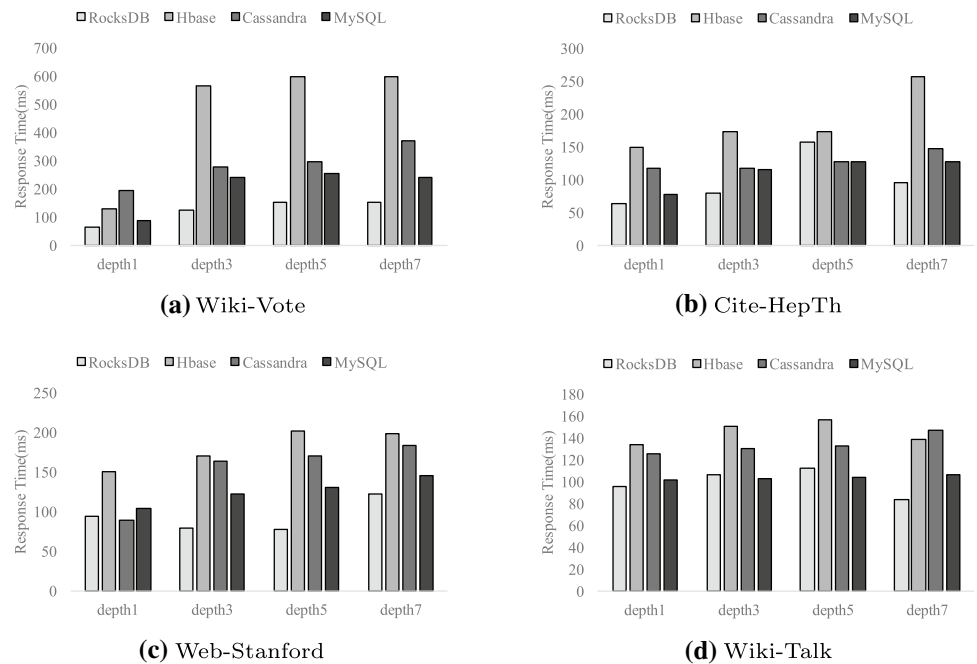 RocksDB Hbase Cassandra MySQL
Response Time(ms)
700
600
500
400
300
200
100
0
depth1 depth3 depth5 depth7
(a) Wiki-Vote
RocksDB Hbase Cassandra MySQL
Response Time(ms)
300
250
200
150
100
50
0
depth1 depth3 depth5 depth7
(b) Cite-HepTh
RocksDB Hbase Cassandra MySQL
Response Time(ms)
250
200
150
100
50
0
depth1 depth3 depth5 depth7
(c) Web-Stanford
RocksDB Hbase Cassandra MySQL
Response Time(ms)
180
160
140
120
100
80
60
40
20
0
depth1 depth3 depth5 depth7
(d) Wiki-Talk